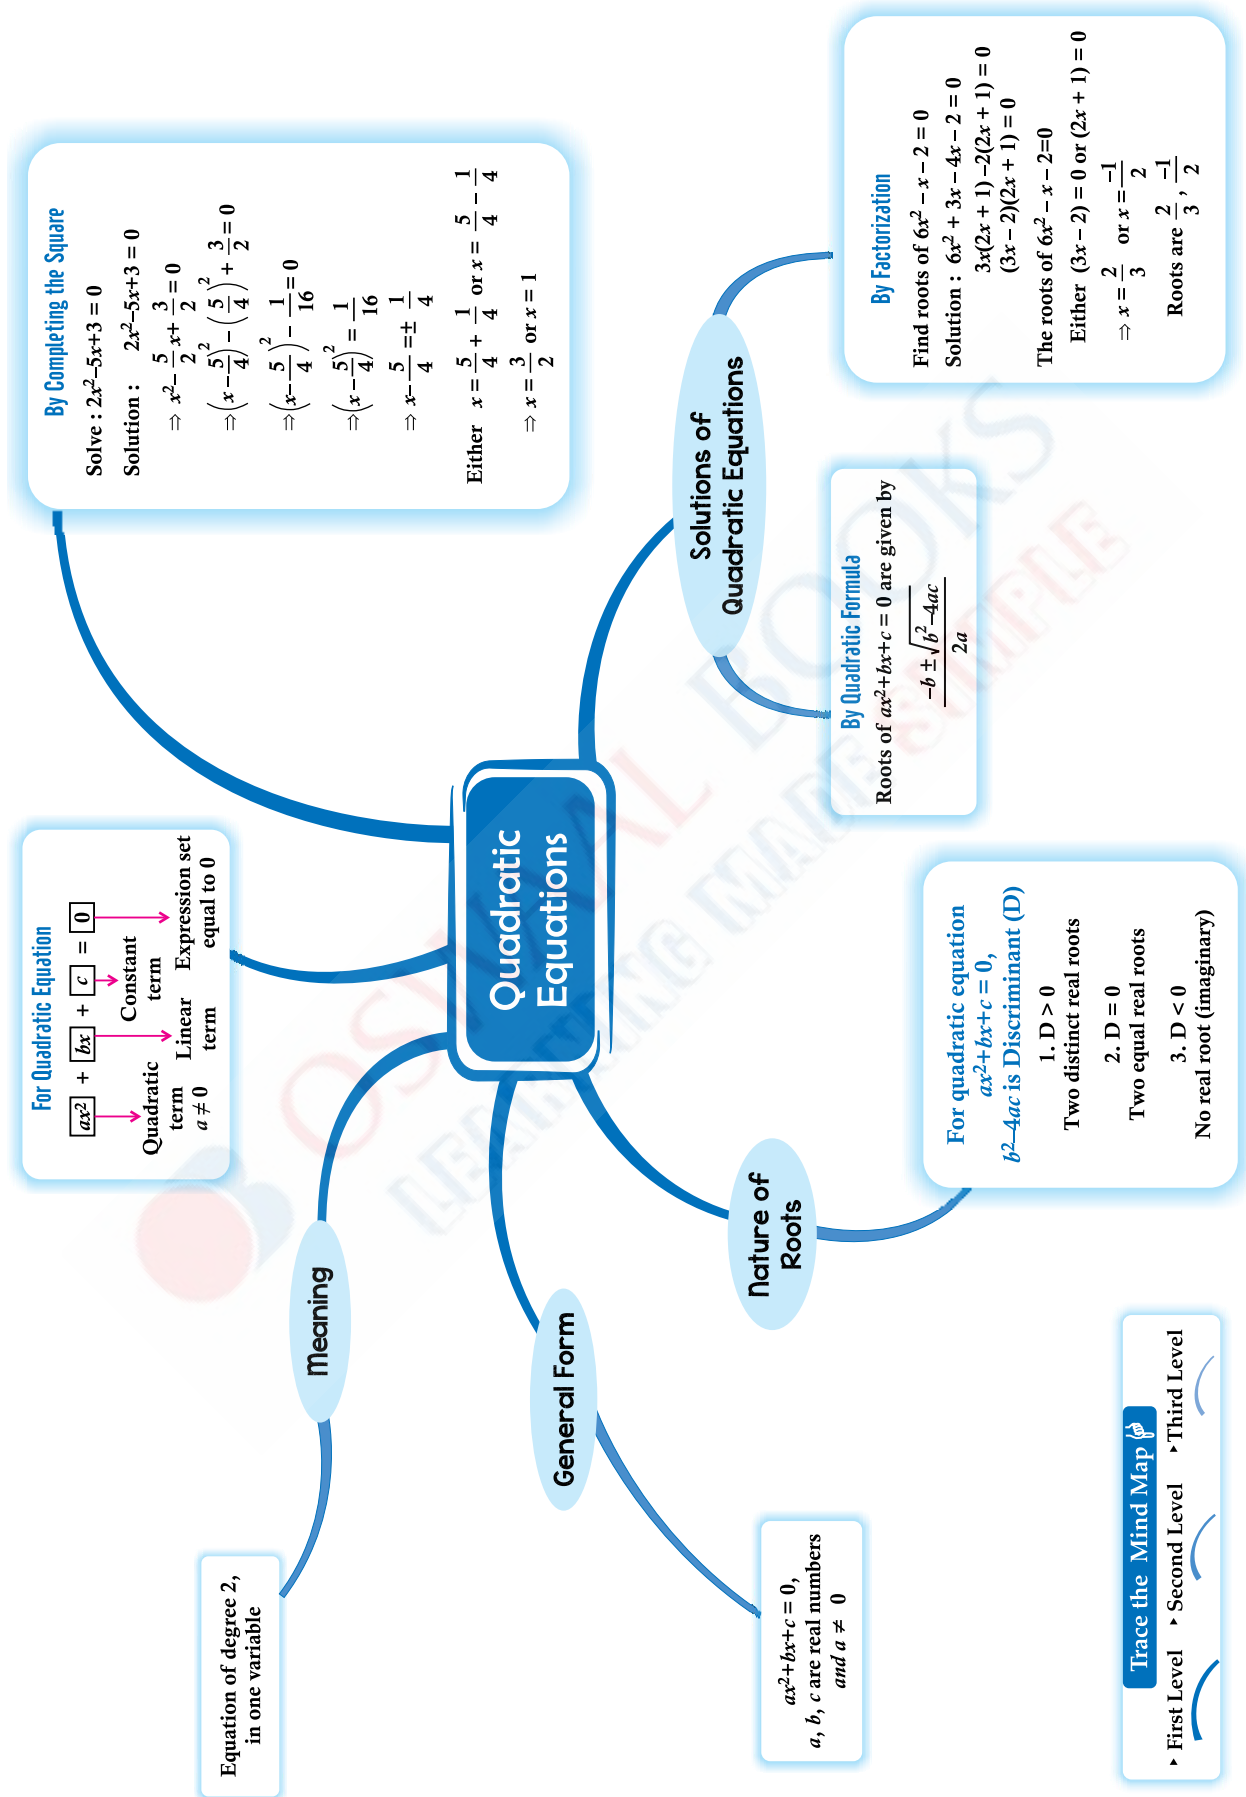 Quadratic
Equations
Meaning
Equation of degree 2,
in one variable
General Form
ax²+bx+c = 0,
a, b, c are real numbers
and a ≠ 0
For Quadratic Equation
ax² + bx + c = 0
Quadratic
term
a ≠ 0
Linear
term
Constant
term
Expression set
equal to 0
By Completing the Square
Solve : 2x²–5x+3 = 0
Solution : 2x²–5x+3 = 0
⇒ x²– 5/2 x+ 3/2 =0
⇒ (x – 5/4)² – (5/4)² + 3/2 = 0
⇒ (x– 5/4)² – 1/16 = 0
⇒ (x– 5/4)² = 1/16
⇒ x– 5/4 =± 1/4
Either x = 5/4 + 1/4 or x = 5/4 – 1/4
⇒ x = 3/2 or x = 1
Solutions of
Quadratic Equations
By Factorization
Find roots of 6x² – x – 2 = 0
Solution : 6x² + 3x – 4x – 2 = 0
3x(2x + 1) –2(2x + 1) = 0
(3x – 2)(2x + 1) = 0
The roots of 6x² – x – 2=0
Either (3x – 2) = 0 or (2x + 1) = 0
⇒ x = 2/3 or x = –1/2
Roots are 2/3 , –1/2
By Quadratic Formula
Roots of ax²+bx+c = 0 are given by
–b ± √b²–4ac
2a
Nature of
Roots
For quadratic equation
ax²+bx+c = 0,
b²–4ac is Discriminant (D)
1. D > 0
Two distinct real roots
2. D = 0
Two equal real roots
3. D < 0
No real root (imaginary)
Trace the Mind Map
▸ First Level ▸ Second Level ▸ Third Level
OSWAAL BOOKS
LEARNING MADE SIMPLE